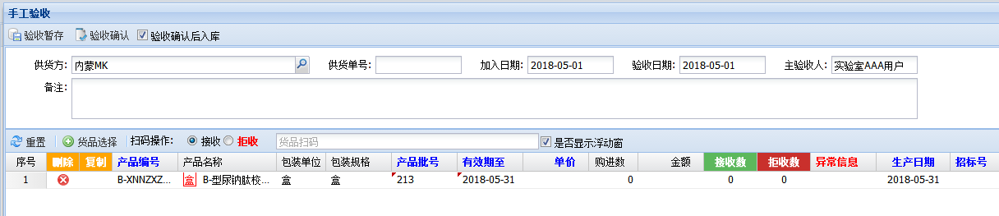 手工验收
验收暂存 验收确认 验收确认后入库
供货方: 内蒙MK 供货单号: 加入日期: 2018-05-01 验收日期: 2018-05-01 主验收人: 实验室AAA用户
备注:
重置 货品选择 扫码操作: 接收 拒收 货品扫码 是否显示浮动窗
序号 删除 复制 产品编号 产品名称 包装单位 包装规格 产品批号 有效期至 单价 购进数 金额 接收数 拒收数 异常信息 生产日期 招标号
1 B-XNNZXZ... 盒 B-型尿钠肽校... 盒 盒 213 2018-05-31 0 0 0 2018-05-31